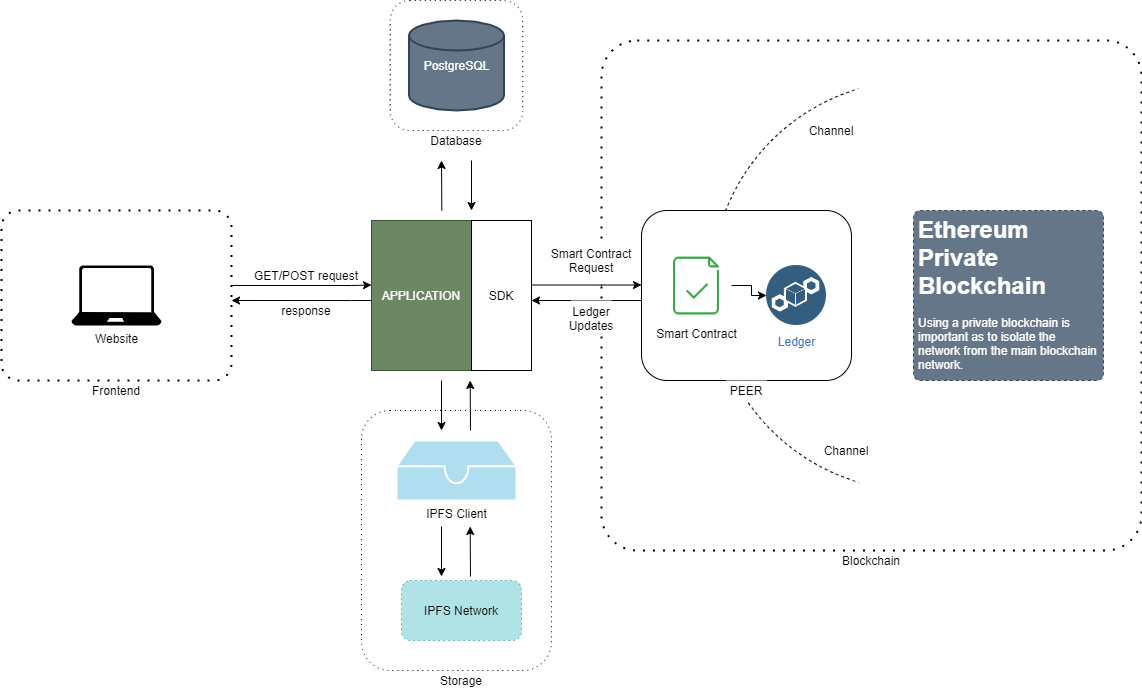 PostgreSQL
Database
Channel
Ethereum
Private
Blockchain
Using a private blockchain is
important as to isolate the
network from the main blockchain
network.
Smart Contract
Request
GET/POST request
APPLICATION
SDK
response
Ledger
Updates
Smart Contract
Ledger
Website
Frontend
PEER
Channel
IPFS Client
Blockchain
IPFS Network
Storage